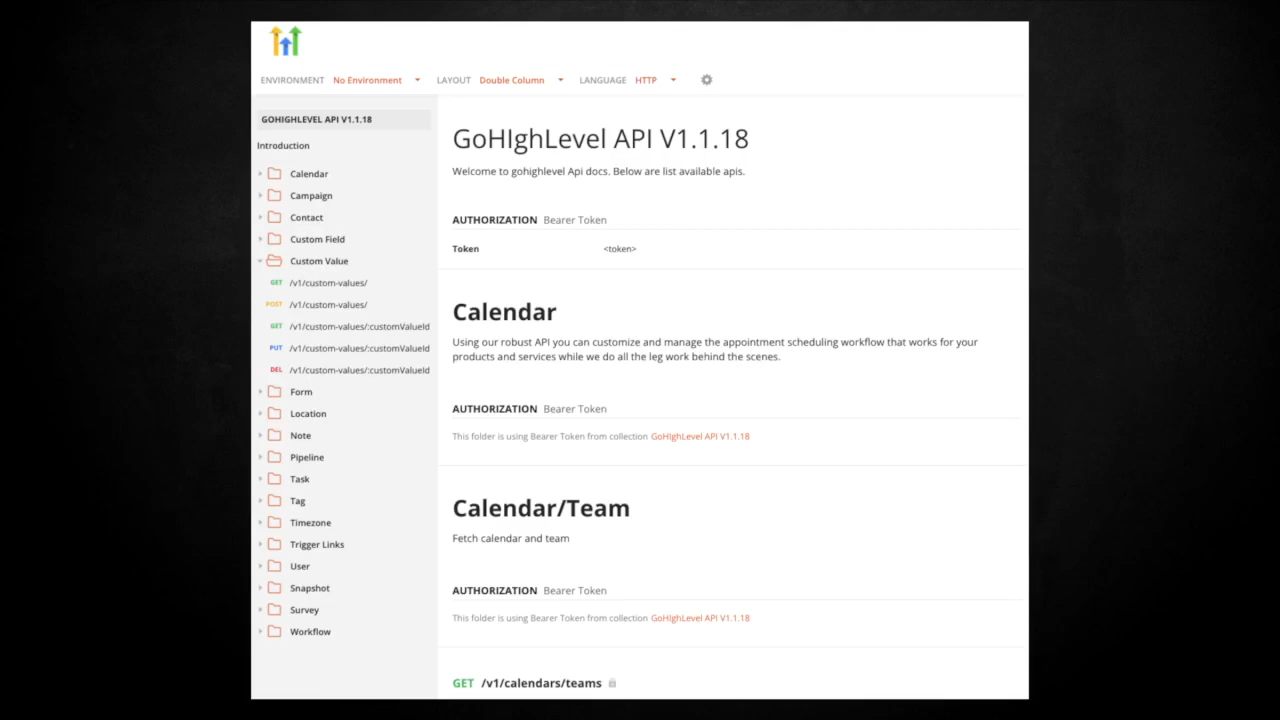 ENVIRONMENT No Environment LAYOUT Double Column LANGUAGE HTTP
GOHIGHLEVEL API V1.1.18
Introduction
Calendar
Campaign
Contact
Custom Field
Custom Value
GET /v1/custom-values/
POST /v1/custom-values/
GET /v1/custom-values/:customValueId
PUT /v1/custom-values/:customValueId
DEL /v1/custom-values/:customValueId
Form
Location
Note
Pipeline
Task
Tag
Timezone
Trigger Links
User
Snapshot
Survey
Workflow
GoHIghLevel API V1.1.18
Welcome to gohighlevel Api docs. Below are list available apis.
AUTHORIZATION Bearer Token
Token <token>
Calendar
Using our robust API you can customize and manage the appointment scheduling workflow that works for your
products and services while we do all the leg work behind the scenes.
AUTHORIZATION Bearer Token
This folder is using Bearer Token from collection GoHIghLevel API V1.1.18
Calendar/Team
Fetch calendar and team
AUTHORIZATION Bearer Token
This folder is using Bearer Token from collection GoHIghLevel API V1.1.18
GET /v1/calendars/teams